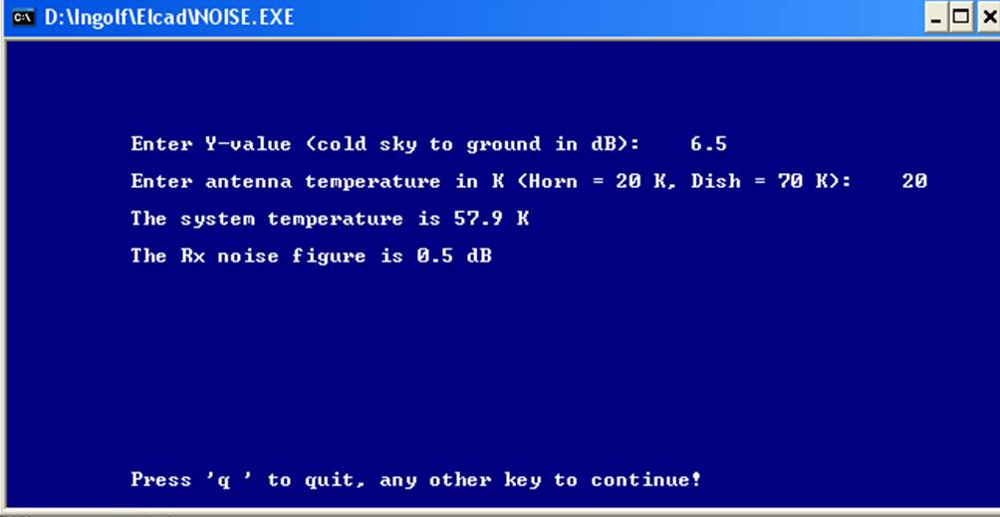 D:\Ingolf\Elcad\NOISE.EXE
Enter Y-value (cold sky to ground in dB): 6.5
Enter antenna temperature in K (Horn = 20 K, Dish = 70 K): 20
The system temperature is 57.9 K
The Rx noise figure is 0.5 dB
Press 'q ' to quit, any other key to continue!